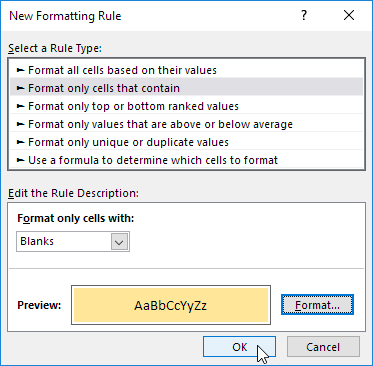 New Formatting Rule
Select a Rule Type:
► Format all cells based on their values
► Format only cells that contain
► Format only top or bottom ranked values
► Format only values that are above or below average
► Format only unique or duplicate values
► Use a formula to determine which cells to format
Edit the Rule Description:
Format only cells with:
Blanks
Preview: AaBbCcYyZz Format...
OK Cancel